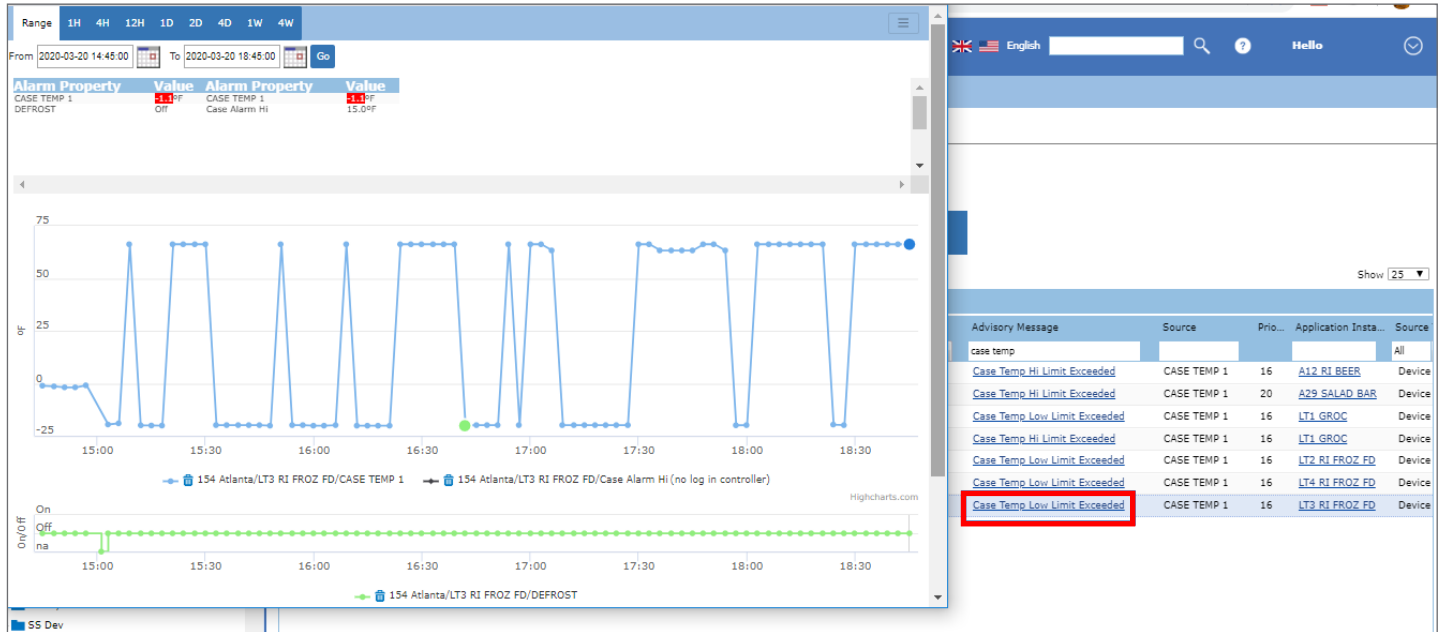 Range 1H 4H 12H 1D 2D 4D 1W 4W
From 2020-03-20 14:45:00 To 2020-03-20 18:45:00 Go
Alarm Property Value Alarm Property Value
CASE TEMP 1 -1.1ºF CASE TEMP 1 -1.1ºF
DEFROST Off Case Alarm Hi 15.0ºF
75
50
25
0
-25
ºF
15:00 15:30 16:00 16:30 17:00 17:30 18:00 18:30
154 Atlanta/LT3 RI FROZ FD/CASE TEMP 1 154 Atlanta/LT3 RI FROZ FD/Case Alarm Hi (no log in controller)
Highcharts.com
On
Off
na
On/Off
15:00 15:30 16:00 16:30 17:00 17:30 18:00 18:30
154 Atlanta/LT3 RI FROZ FD/DEFROST
SS Dev
English ? Hello
Show 25
Advisory Message Source Prio... Application Insta... Source
case temp All
Case Temp Hi Limit Exceeded CASE TEMP 1 16 A12 RI BEER Device
Case Temp Hi Limit Exceeded CASE TEMP 1 20 A29 SALAD BAR Device
Case Temp Low Limit Exceeded CASE TEMP 1 16 LT1 GROC Device
Case Temp Hi Limit Exceeded CASE TEMP 1 16 LT1 GROC Device
Case Temp Low Limit Exceeded CASE TEMP 1 16 LT2 RI FROZ FD Device
Case Temp Low Limit Exceeded CASE TEMP 1 16 LT4 RI FROZ FD Device
Case Temp Low Limit Exceeded CASE TEMP 1 16 LT3 RI FROZ FD Device